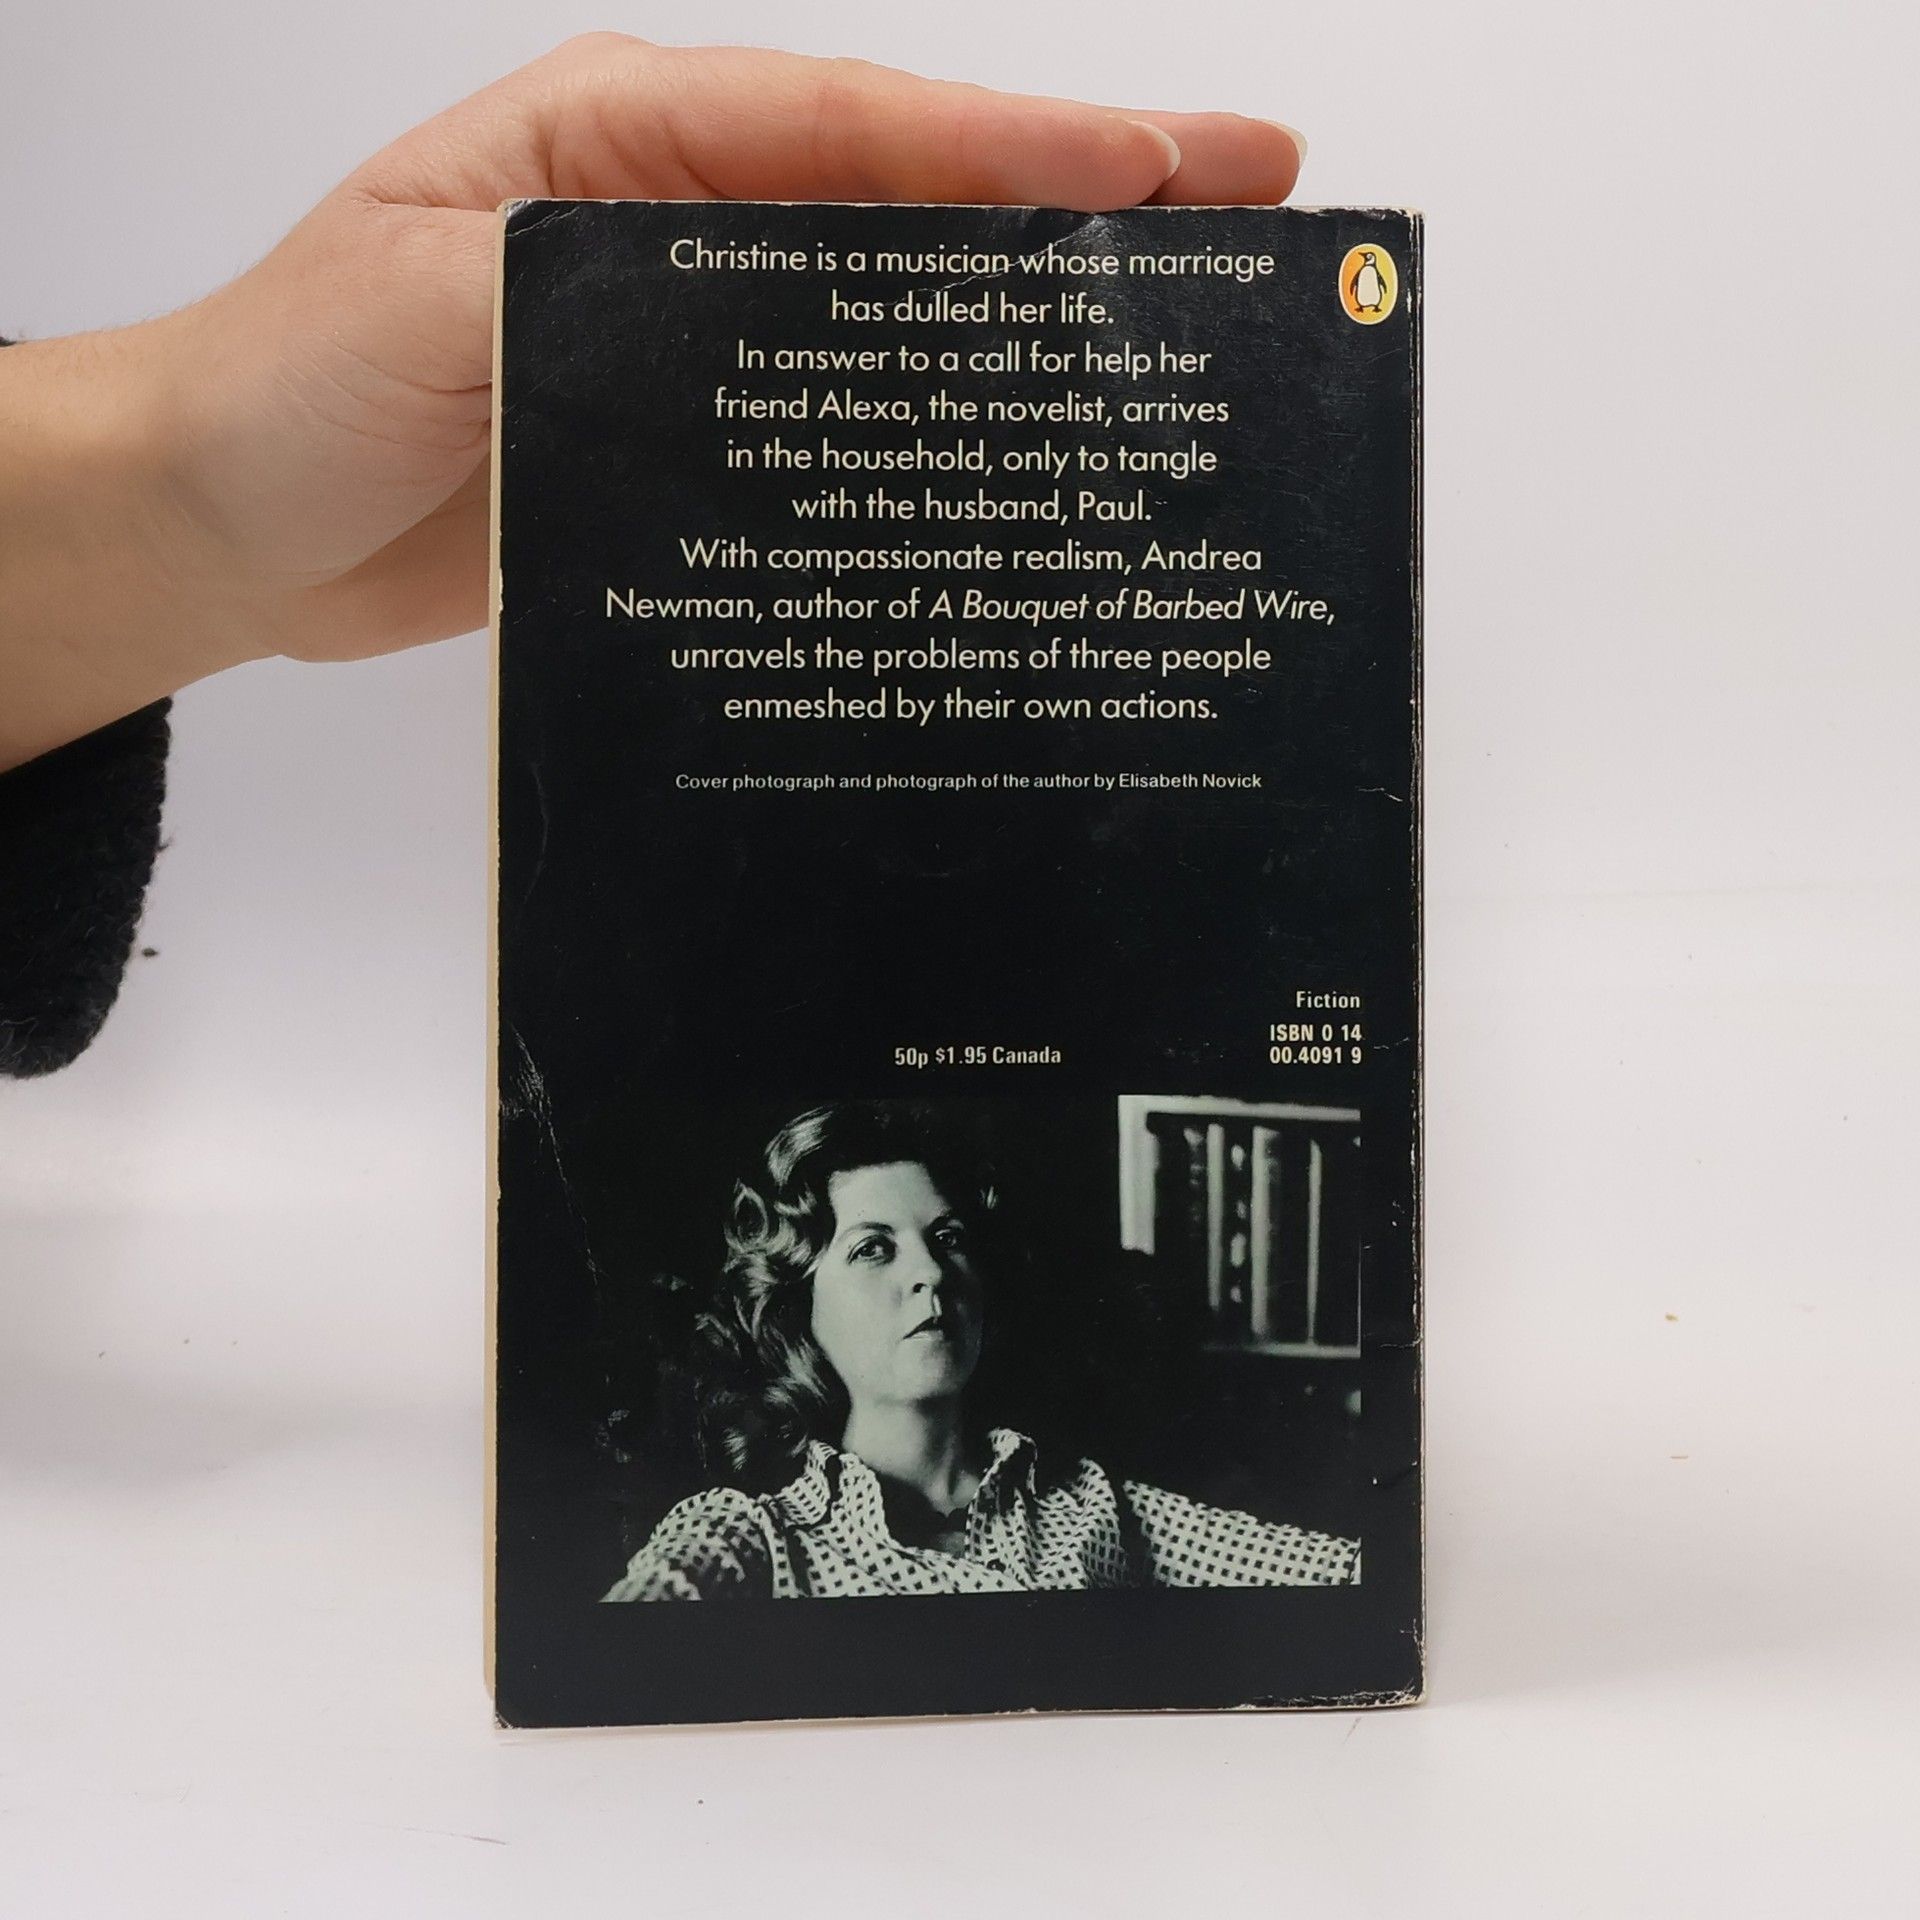 Christine is a musician whose marriage
has dulled her life.
In answer to a call for help her
friend Alexa, the novelist, arrives
in the household, only to tangle
with the husband, Paul.
With compassionate realism, Andrea
Newman, author of A Bouquet of Barbed Wire,
unravels the problems of three people
enmeshed by their own actions.
Cover photograph and photograph of the author by Elisabeth Novick
Fiction
ISBN 0 14
00.4091 9
50p $1.95 Canada